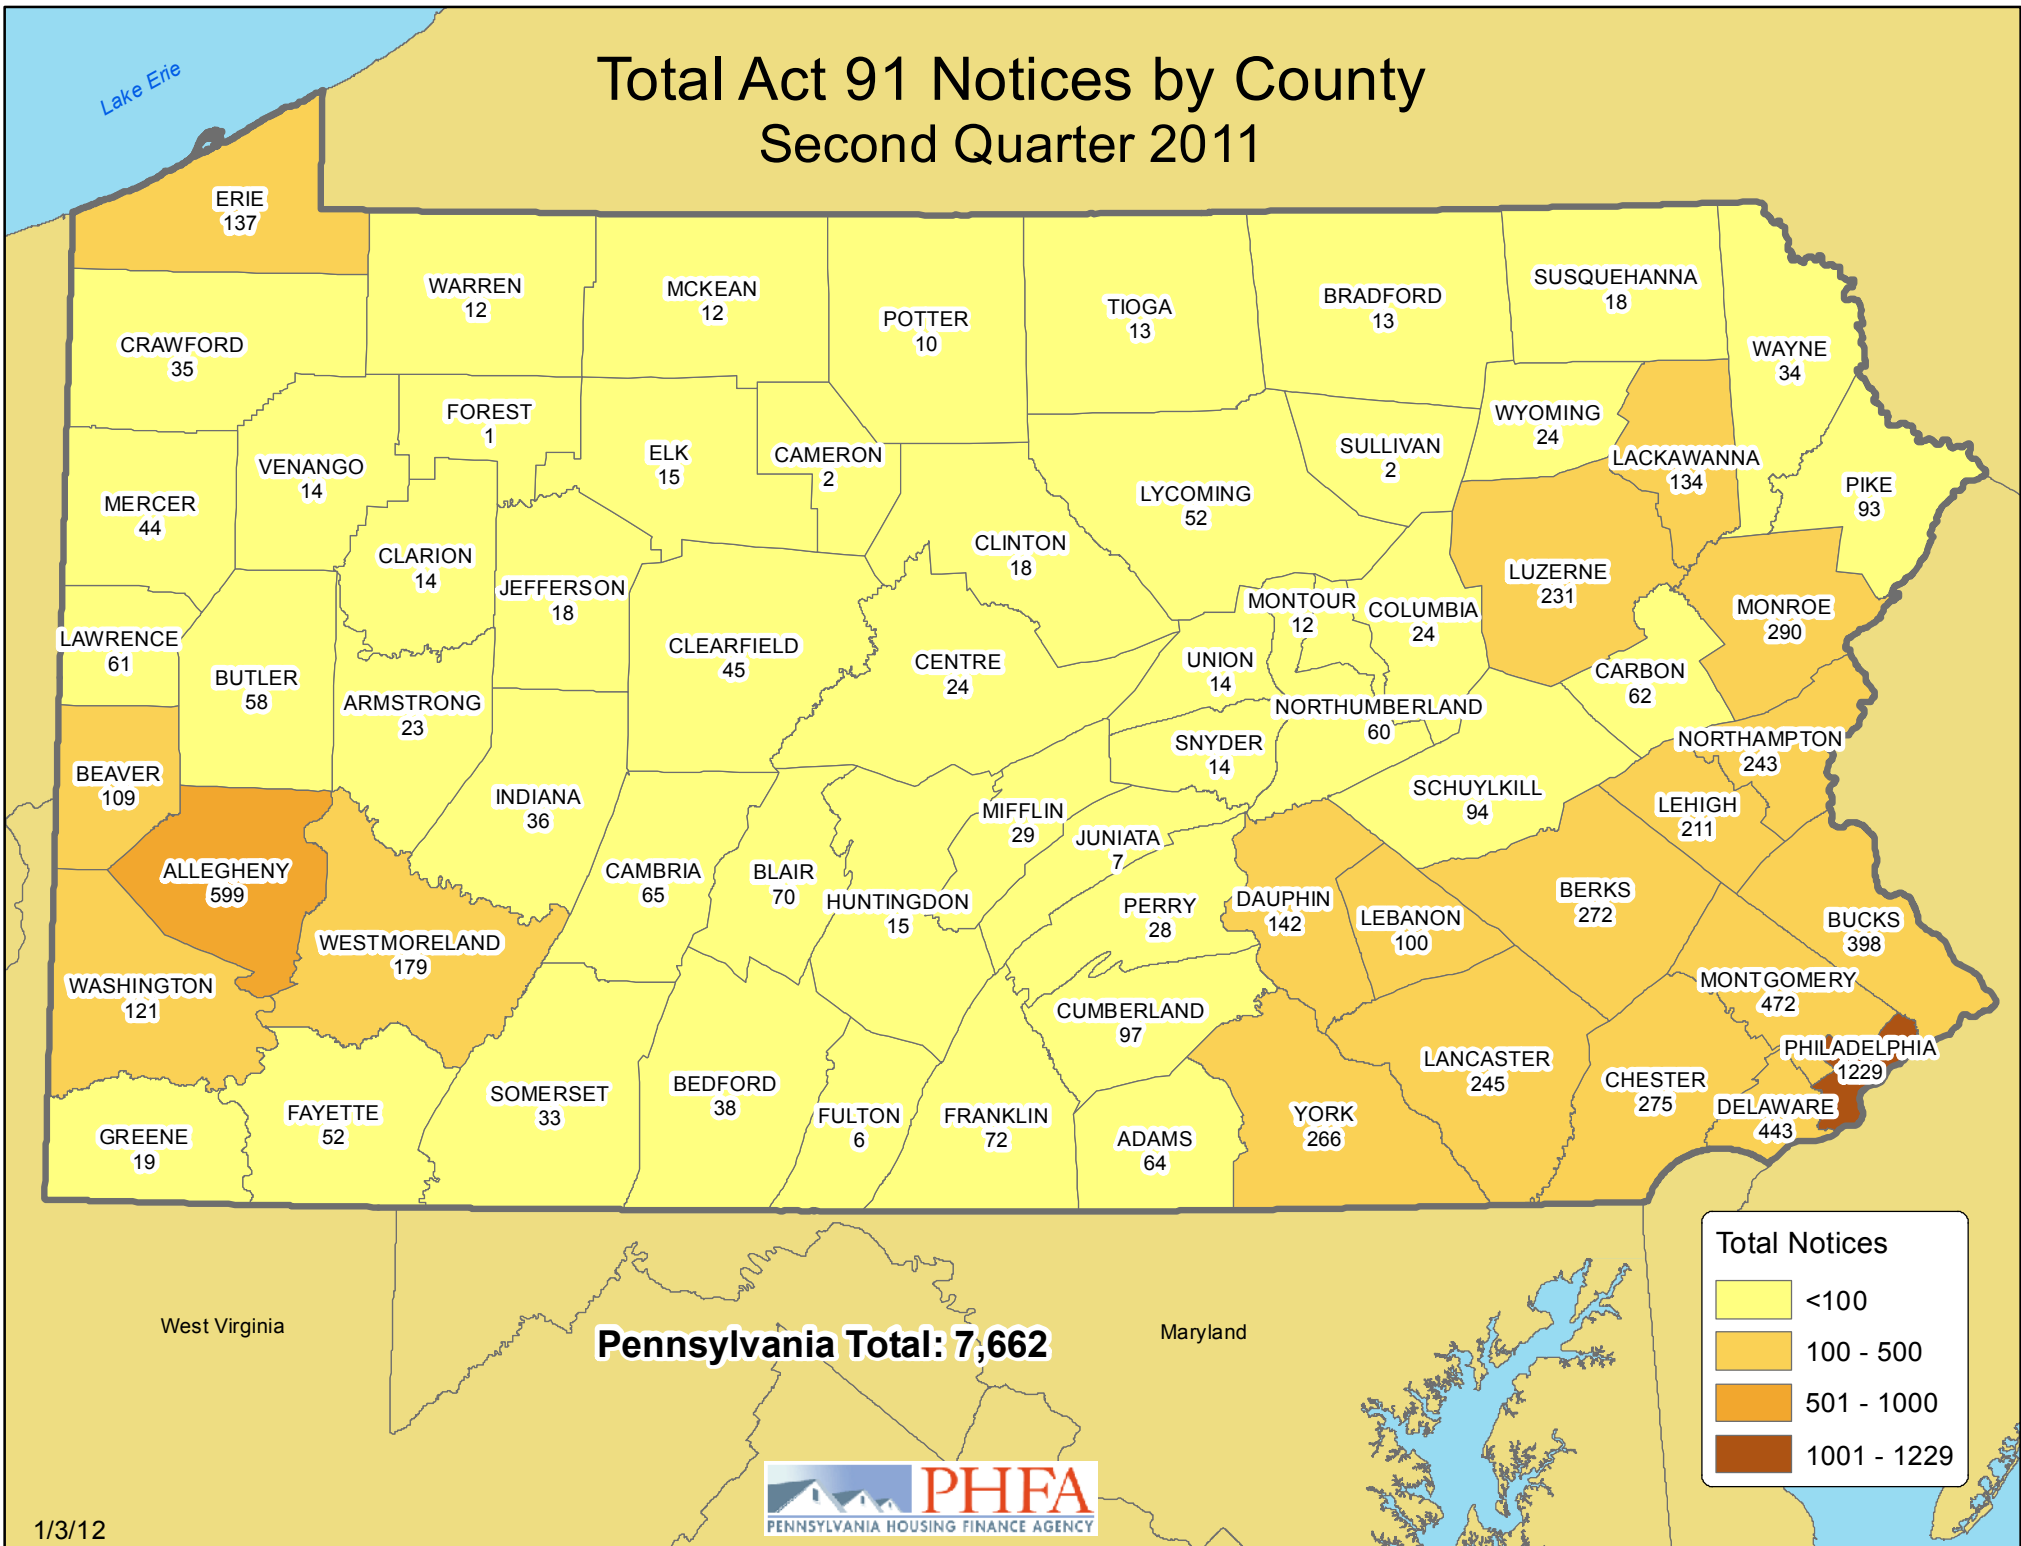 Total Act 91 Notices by County
Second Quarter 2011
Lake Erie
ERIE
137
WARREN
12
MCKEAN
12
POTTER
10
TIOGA
13
BRADFORD
13
SUSQUEHANNA
18
WAYNE
34
CRAWFORD
35
FOREST
1
VENANGO
14
ELK
15
CAMERON
2
SULLIVAN
2
WYOMING
24
LACKAWANNA
134
PIKE
93
MERCER
44
CLARION
14
JEFFERSON
18
CLINTON
18
LYCOMING
52
LUZERNE
231
MONROE
290
LAWRENCE
61
BUTLER
58
ARMSTRONG
23
CLEARFIELD
45
CENTRE
24
UNION
14
MONTOUR
12
COLUMBIA
24
CARBON
62
NORTHUMBERLAND
60
SNYDER
14
NORTHAMPTON
243
BEAVER
109
INDIANA
36
MIFFLIN
29
JUNIATA
7
SCHUYLKILL
94
LEHIGH
211
ALLEGHENY
599
CAMBRIA
65
BLAIR
70
HUNTINGDON
15
PERRY
28
DAUPHIN
142
LEBANON
100
BERKS
272
BUCKS
398
WESTMORELAND
179
WASHINGTON
121
CUMBERLAND
97
MONTGOMERY
472
PHILADELPHIA
1229
LANCASTER
245
CHESTER
275
DELAWARE
443
GREENE
19
FAYETTE
52
SOMERSET
33
BEDFORD
38
FULTON
6
FRANKLIN
72
ADAMS
64
YORK
266
West Virginia
Maryland
Pennsylvania Total: 7,662
Total Notices
<100
100 - 500
501 - 1000
1001 - 1229
PHFA
PENNSYLVANIA HOUSING FINANCE AGENCY
1/3/12